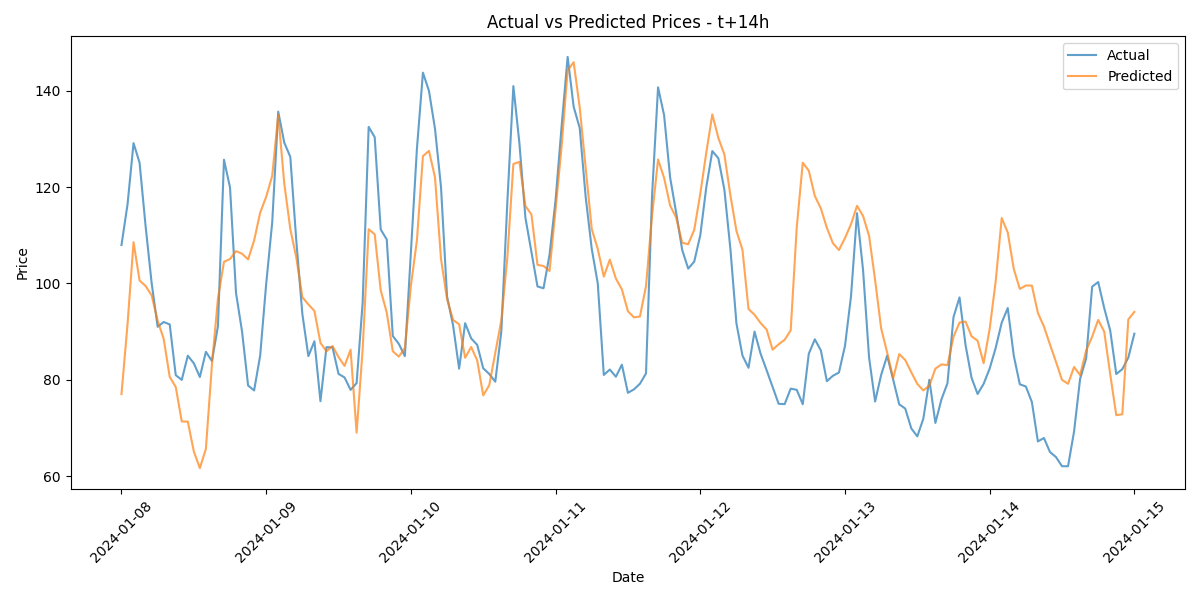 Actual vs Predicted Prices - t+14h
Actual
Predicted
Price
140
120
100
80
60
2024-01-08
2024-01-09
2024-01-10
2024-01-11
2024-01-12
2024-01-13
2024-01-14
2024-01-15
Date